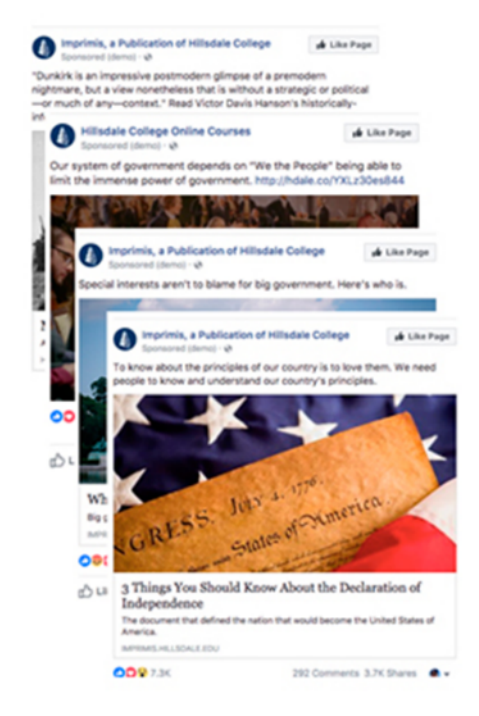 Imprimis, a Publication of Hillsdale College
Like Page
Sponsored (demo) ·
"Dunkirk is an impressive postmodern glimpse of a premodern
nightmare, but a view nonetheless that is without a strategic or political
—or much of any—context." Read Victor Davis Hanson's historically-
inf
Hillsdale College Online Courses
Like Page
Sponsored (demo) ·
Our system of government depends on "We the People" being able to
limit the immense power of government. http://hdale.co/YXLz30es844
L
Imprimis, a Publication of Hillsdale College
Like Page
Sponsored (demo) ·
Special interests aren't to blame for big government. Here's who is.
Wh
Big g
IMPR
Li
Imprimis, a Publication of Hillsdale College
Like Page
Sponsored (demo) ·
To know about the principles of our country is to love them. We need
people to know and understand our country's principles.
NGRESS. July 4, 1776.
States of America
3 Things You Should Know About the Declaration of
Independence
The document that defined the nation that would become the United States of
America.
IMPRIMIS.HILLSDALE.EDU
7.3K
292 Comments 3.7K Shares